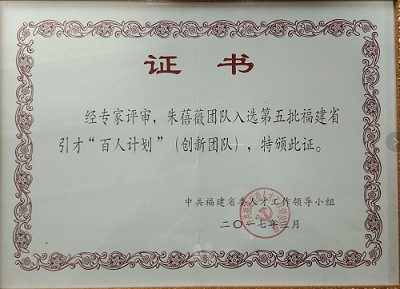 证书
经专家评审，朱蓓薇团队入选第五批福建省
引才“百人计划”（创新团队），特颁此证。
中共福建省委人才工作领导小组
二〇一七年三月